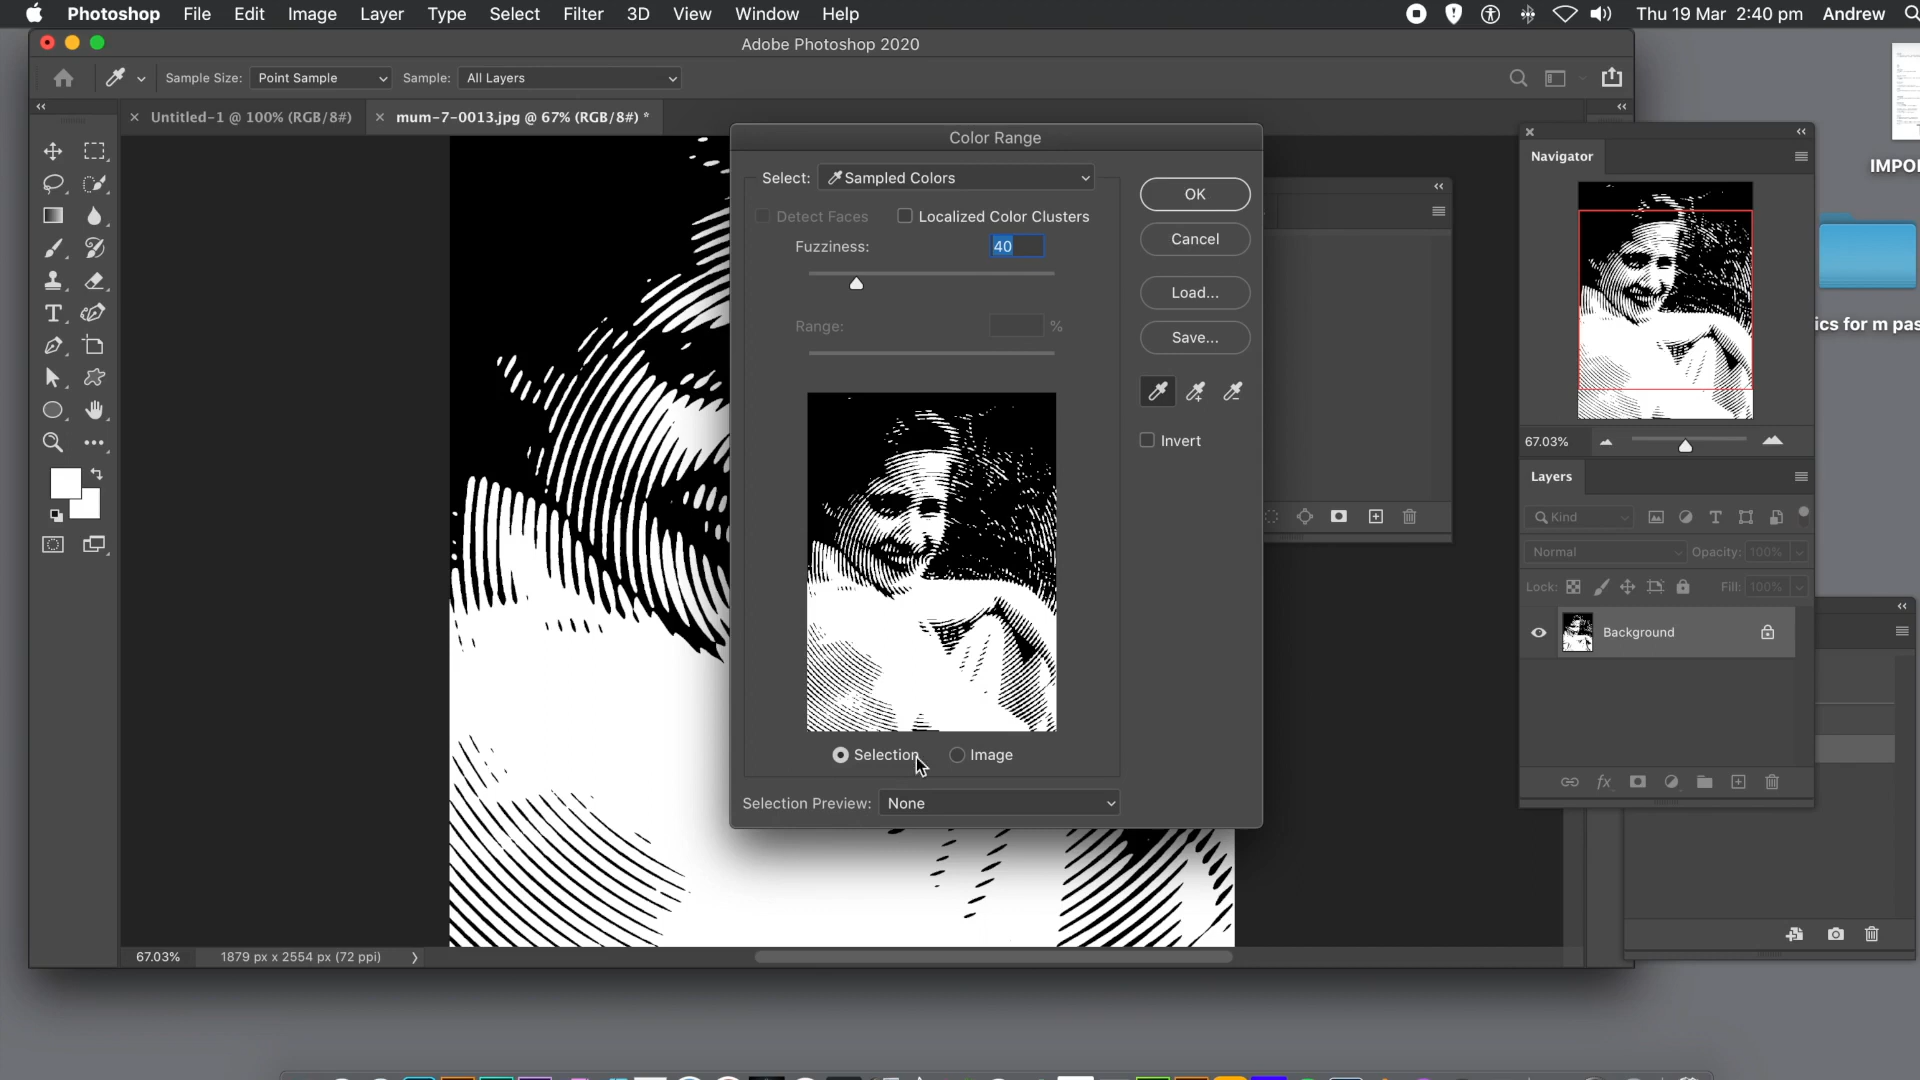 Photoshop File Edit Image Layer Type Select Filter 3D View Window Help Thu 19 Mar 2:40 pm Andrew
Adobe Photoshop 2020
Sample Size: Point Sample Sample: All Layers
Untitled-1 @ 100% (RGB/8#) mum-7-0013.jpg @ 67% (RGB/8#) *
Color Range
Select: Sampled Colors
OK
Detect Faces Localized Color Clusters
Fuzziness: 40
Cancel
Load...
Range: %
Save...
Invert
Selection Image
Selection Preview: None
Navigator
67.03%
Layers
Kind
Normal Opacity: 100%
Lock: Fill: 100%
Background
67.03% 1879 px x 2554 px (72 ppi)
IMPO
ics for m pas